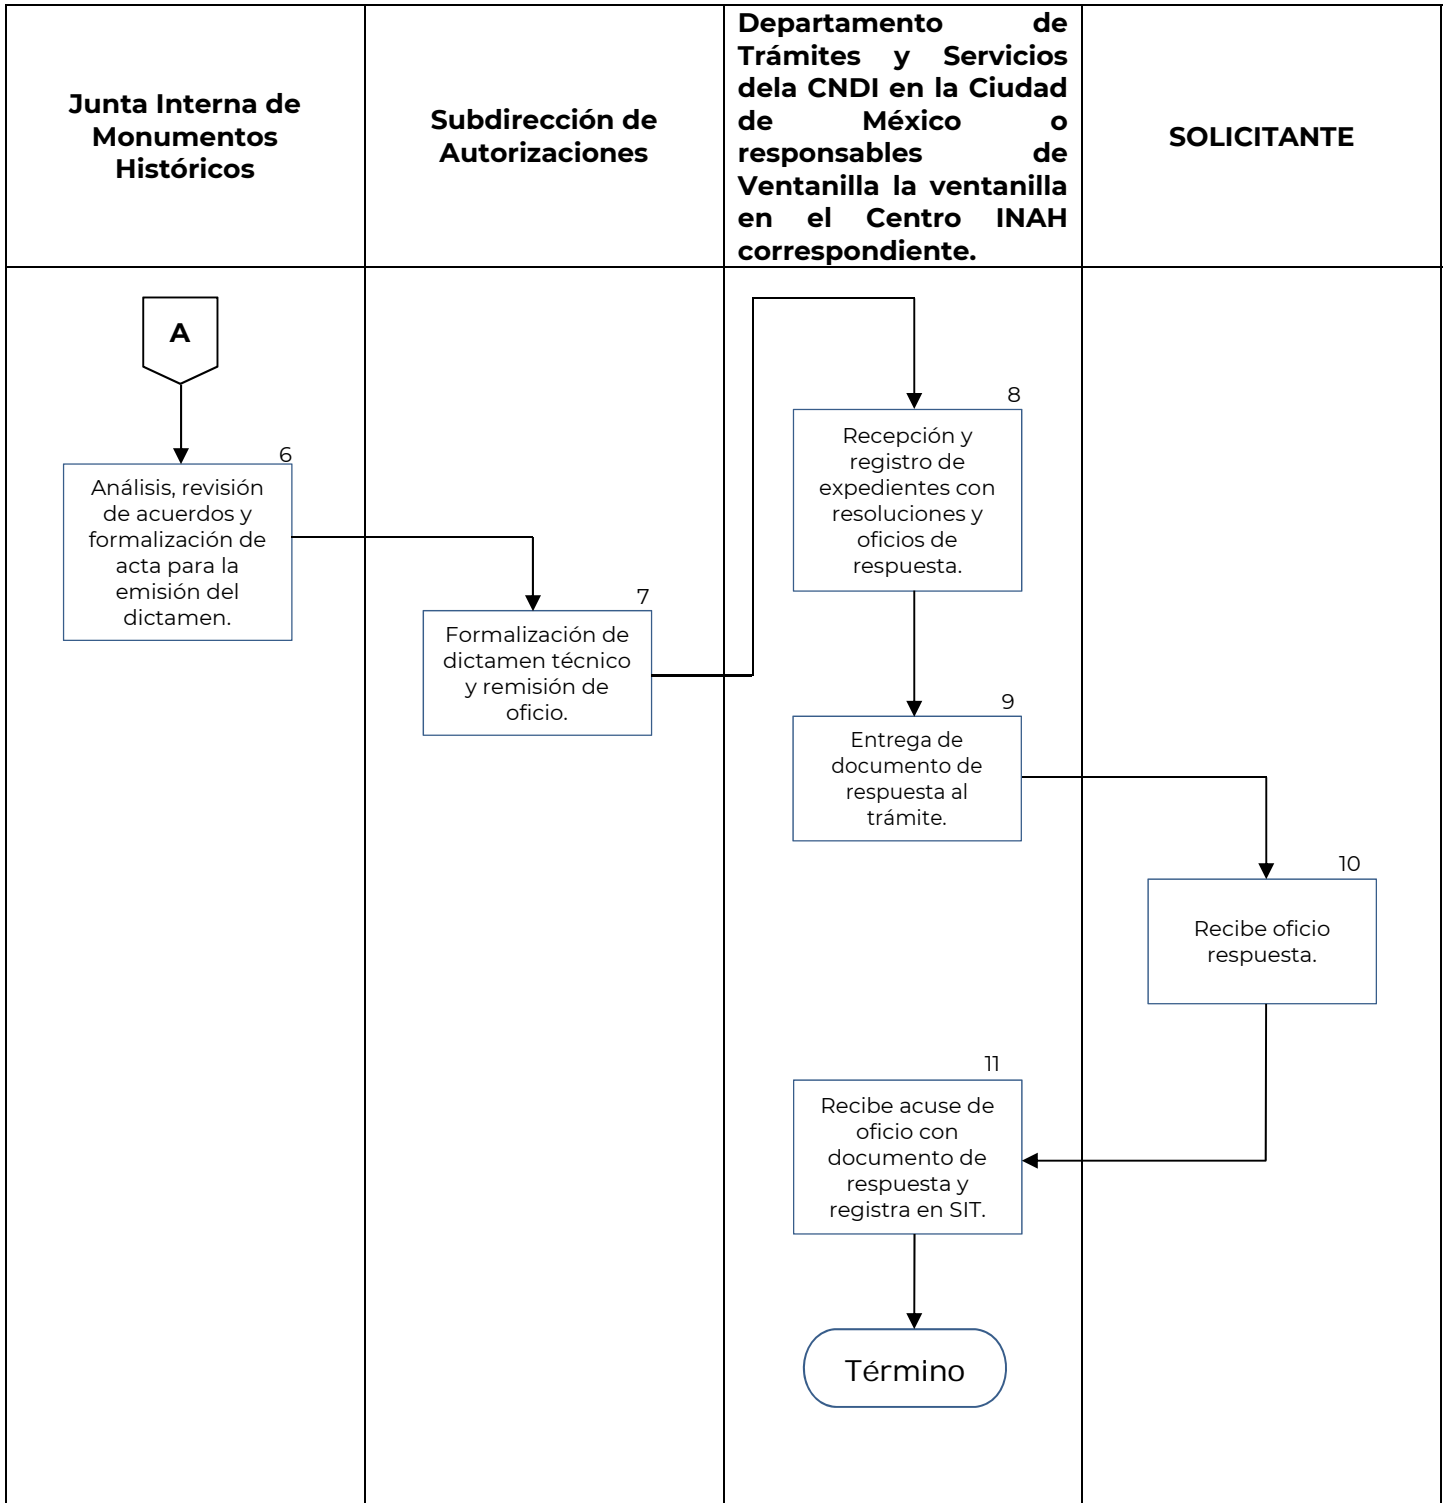 Junta Interna de
Monumentos
Históricos
Subdirección de
Autorizaciones
Departamento de
Trámites y Servicios
dela CNDI en la Ciudad
de México o
responsables de
Ventanilla la ventanilla
en el Centro INAH
correspondiente.
SOLICITANTE
A
6
Análisis, revisión
de acuerdos y
formalización de
acta para la
emisión del
dictamen.
7
Formalización de
dictamen técnico
y remisión de
oficio.
8
Recepción y
registro de
expedientes con
resoluciones y
oficios de
respuesta.
9
Entrega de
documento de
respuesta al
trámite.
10
Recibe oficio
respuesta.
11
Recibe acuse de
oficio con
documento de
respuesta y
registra en SIT.
Término